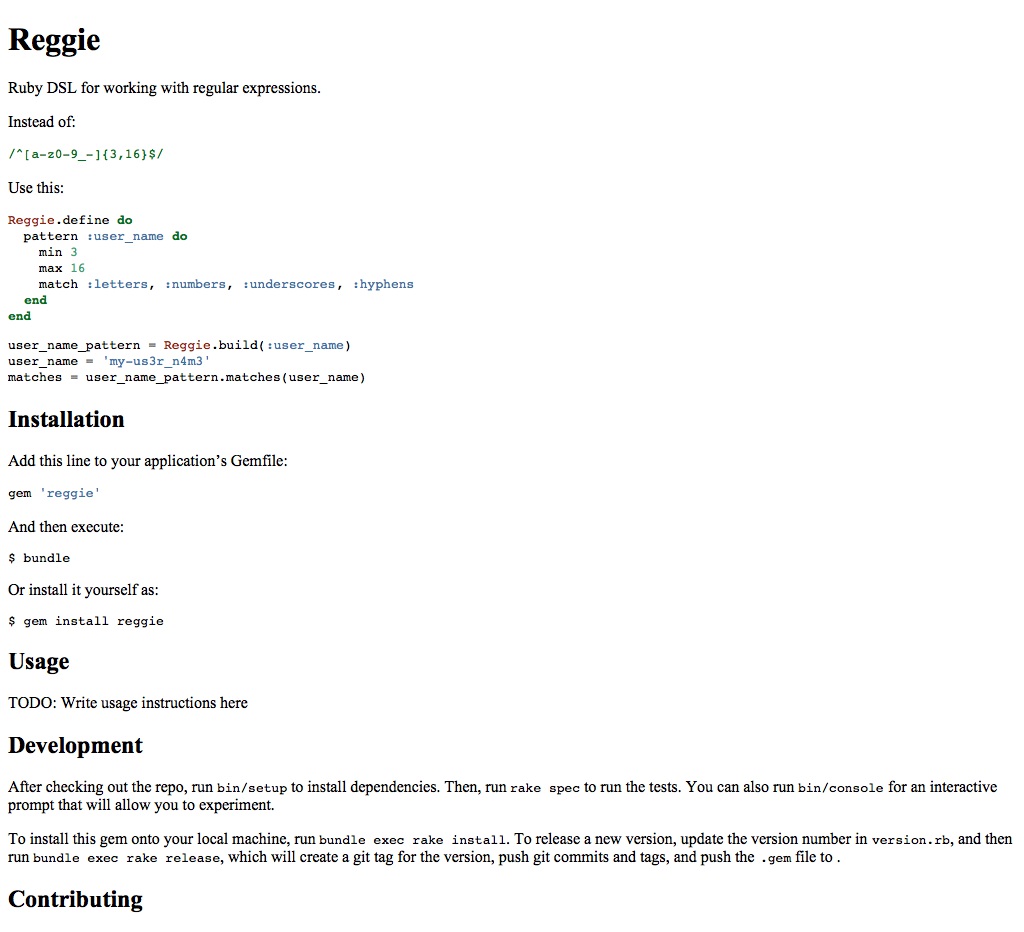 Reggie
Ruby DSL for working with regular expressions.
Instead of:
/^[a-z0-9_-]{3,16}$/
Use this:
Reggie.define do
  pattern :user_name do
    min 3
    max 16
    match :letters, :numbers, :underscores, :hyphens
  end
end
user_name_pattern = Reggie.build(:user_name)
user_name = 'my-us3r_n4m3'
matches = user_name_pattern.matches(user_name)
Installation
Add this line to your application’s Gemfile:
gem 'reggie'
And then execute:
$ bundle
Or install it yourself as:
$ gem install reggie
Usage
TODO: Write usage instructions here
Development
After checking out the repo, run bin/setup to install dependencies. Then, run rake spec to run the tests. You can also run bin/console for an interactive
prompt that will allow you to experiment.
To install this gem onto your local machine, run bundle exec rake install. To release a new version, update the version number in version.rb, and then
run bundle exec rake release, which will create a git tag for the version, push git commits and tags, and push the .gem file to .
Contributing